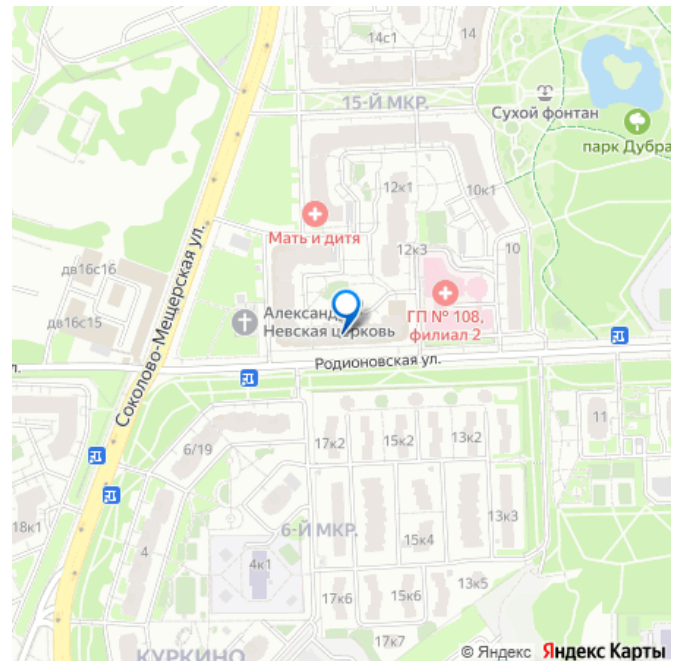 14с1
14
15-Й МКР.
Сухой фонтан
парк Дубра
12к1
10к1
Мать и дитя
12к3
10
Соколово-Мещерская ул.
дв16с16
дв16с15
Александ
Невская церковь
ГП № 108,
филиал 2
л.
Родионовская ул.
6/19
17к2
15к2
13к2
11
18к1
4
6-Й МКР.
13к3
15к4
4к1
17к6
15к6
13к5
17к7
КУРКИНО
© Яндекс Яндекс Карты